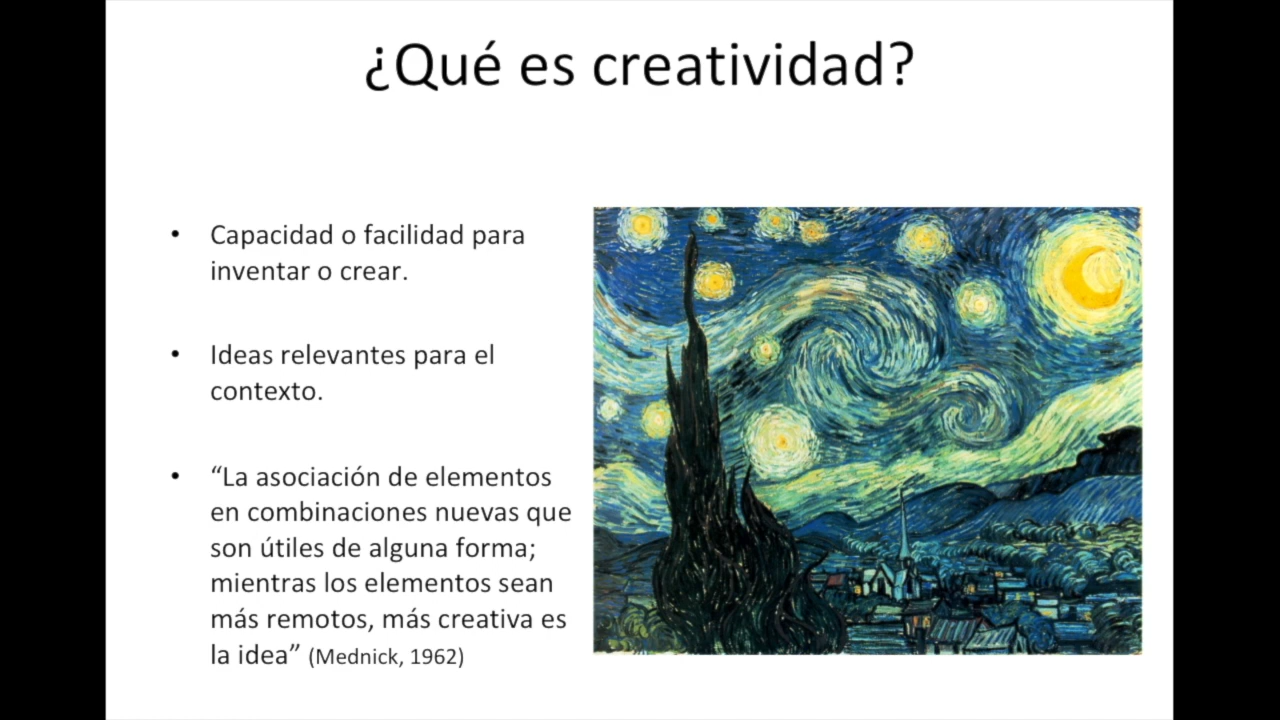 ¿Qué es creatividad?
• Capacidad o facilidad para
inventar o crear.
• Ideas relevantes para el
contexto.
• “La asociación de elementos
en combinaciones nuevas que
son útiles de alguna forma;
mientras los elementos sean
más remotos, más creativa es
la idea” (Mednick, 1962)